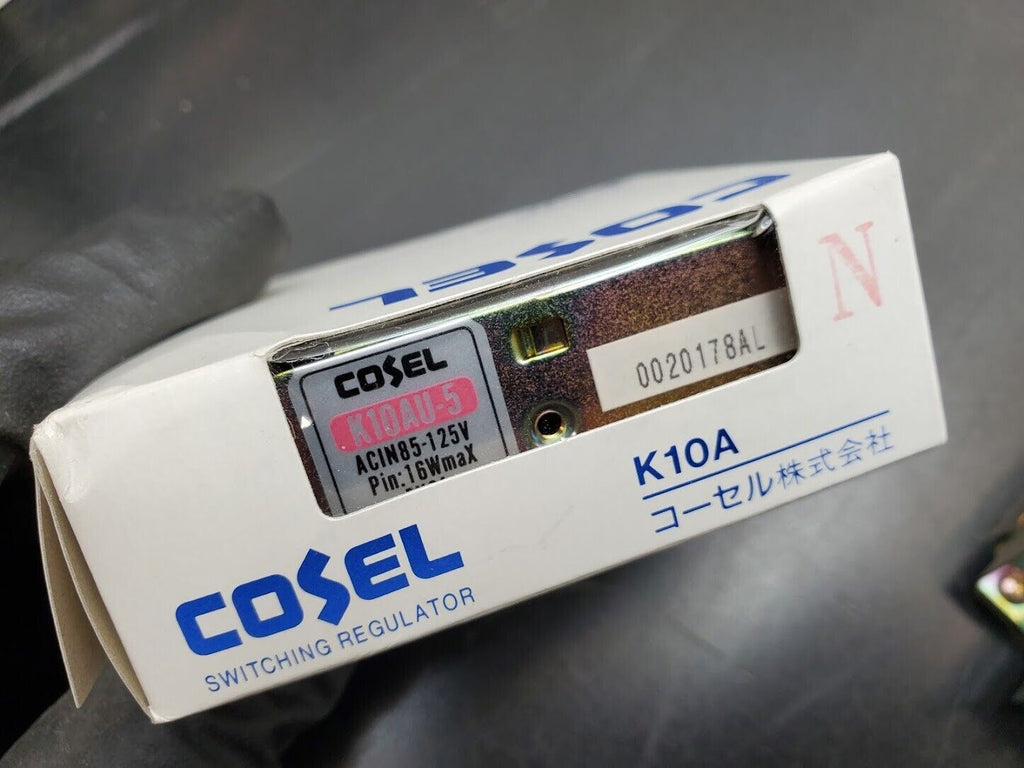 COSEL
N
COSEL
K10AU-5
ACIN85-125V
Pin:16WmaX
0020178AL
K10A
コーセル株式会社
COSEL
SWITCHING REGULATOR